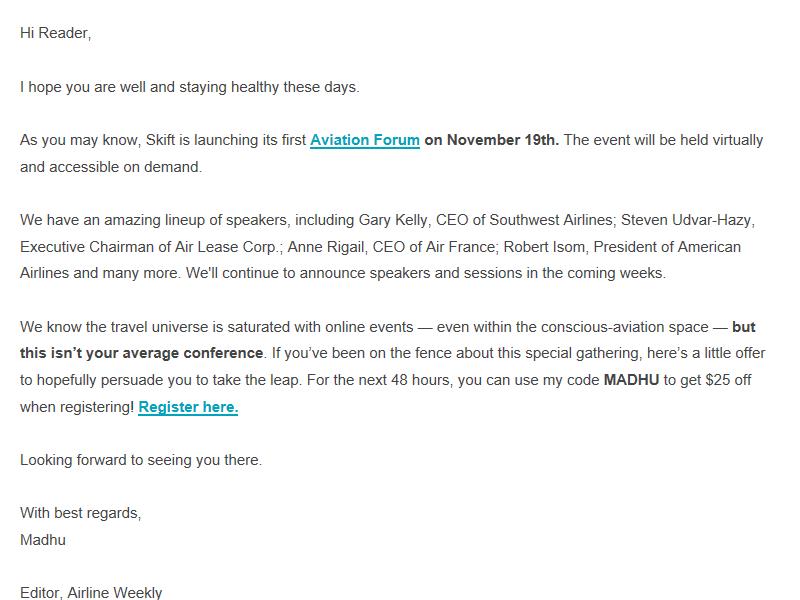 Hi Reader,
I hope you are well and staying healthy these days.
As you may know, Skift is launching its first Aviation Forum on November 19th. The event will be held virtually
and accessible on demand.
We have an amazing lineup of speakers, including Gary Kelly, CEO of Southwest Airlines; Steven Udvar-Hazy,
Executive Chairman of Air Lease Corp.; Anne Rigail, CEO of Air France; Robert Isom, President of American
Airlines and many more. We'll continue to announce speakers and sessions in the coming weeks.
We know the travel universe is saturated with online events — even within the conscious-aviation space — but
this isn’t your average conference. If you’ve been on the fence about this special gathering, here’s a little offer
to hopefully persuade you to take the leap. For the next 48 hours, you can use my code MADHU to get $25 off
when registering! Register here.
Looking forward to seeing you there.
With best regards,
Madhu
Editor, Airline Weekly